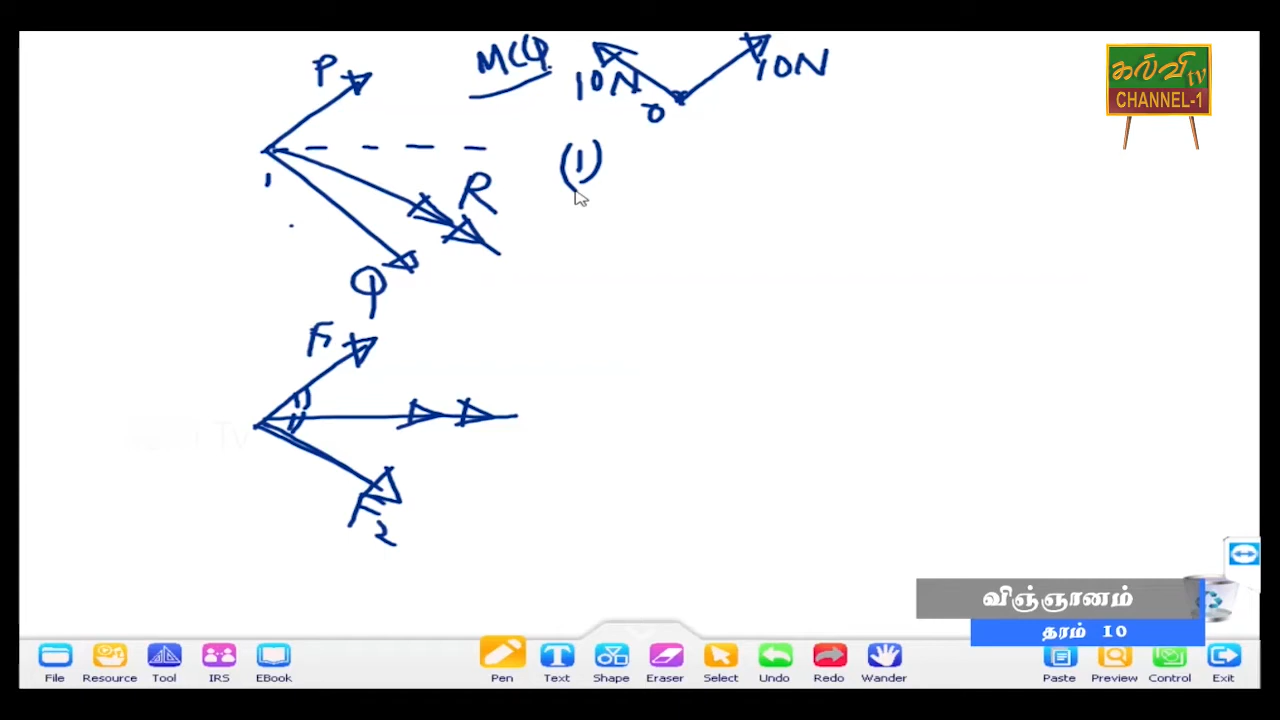 கல்வி tv
CHANNEL-1
P
MCQ
10N
10N
O
(1)
R
Q
F
F2
விஞ்ஞானம்
தரம் 10
File
Resource
Tool
IRS
EBook
Pen
Text
Shape
Eraser
Select
Undo
Redo
Wander
Paste
Preview
Control
Exit